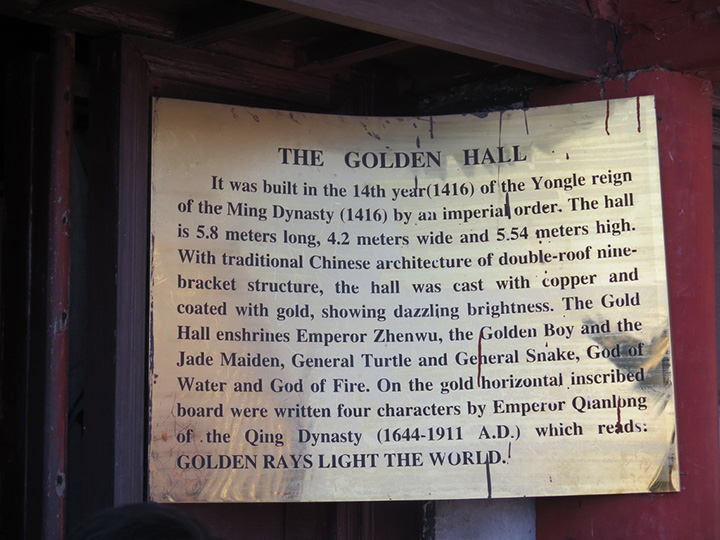 THE GOLDEN HALL
It was built in the 14th year(1416) of the Yongle reign
of the Ming Dynasty (1416) by an imperial order. The hall
is 5.8 meters long, 4.2 meters wide and 5.54 meters high.
With traditional Chinese architecture of double-roof nine-
bracket structure, the hall was cast with copper and
coated with gold, showing dazzling brightness. The Gold
Hall enshrines Emperor Zhenwu, the Golden Boy and the
Jade Maiden, General Turtle and General Snake, God of
Water and God of Fire. On the gold horizontal inscribed
board were written four characters by Emperor Qianlong
of the Qing Dynasty (1644-1911 A.D.) which reads:
GOLDEN RAYS LIGHT THE WORLD.